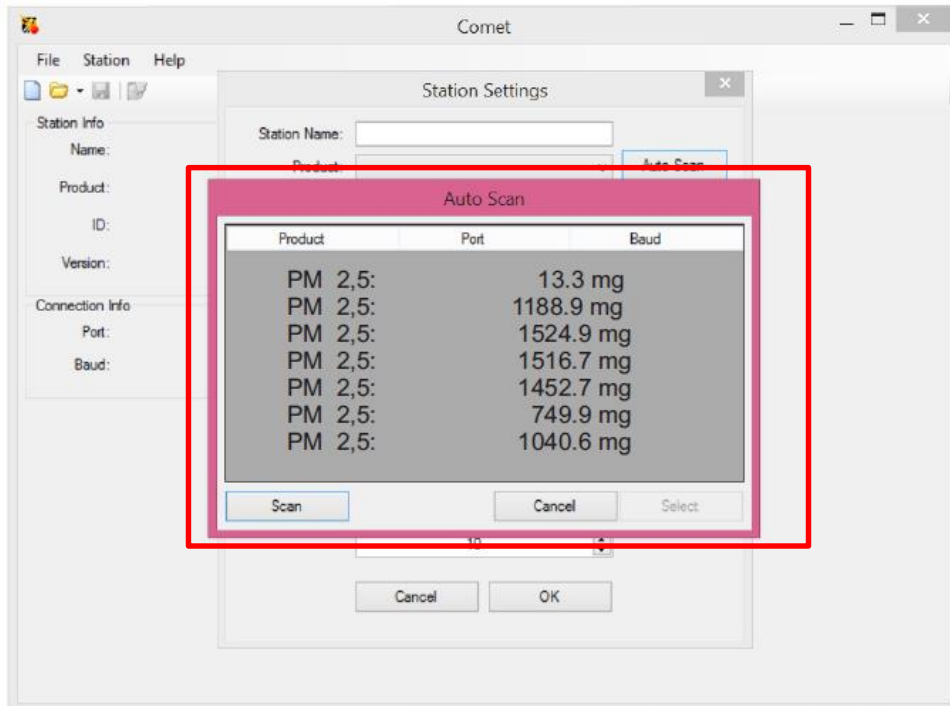 Comet
File Station Help
Station Settings
Station Info
Name:
Product:
ID:
Version:
Connection Info
Port:
Baud:
Station Name:
Product:
Auto Scan
Auto Scan
Product Port Baud
PM 2,5: 13.3 mg
PM 2,5: 1188.9 mg
PM 2,5: 1524.9 mg
PM 2,5: 1516.7 mg
PM 2,5: 1452.7 mg
PM 2,5: 749.9 mg
PM 2,5: 1040.6 mg
Scan Cancel Select
Cancel OK